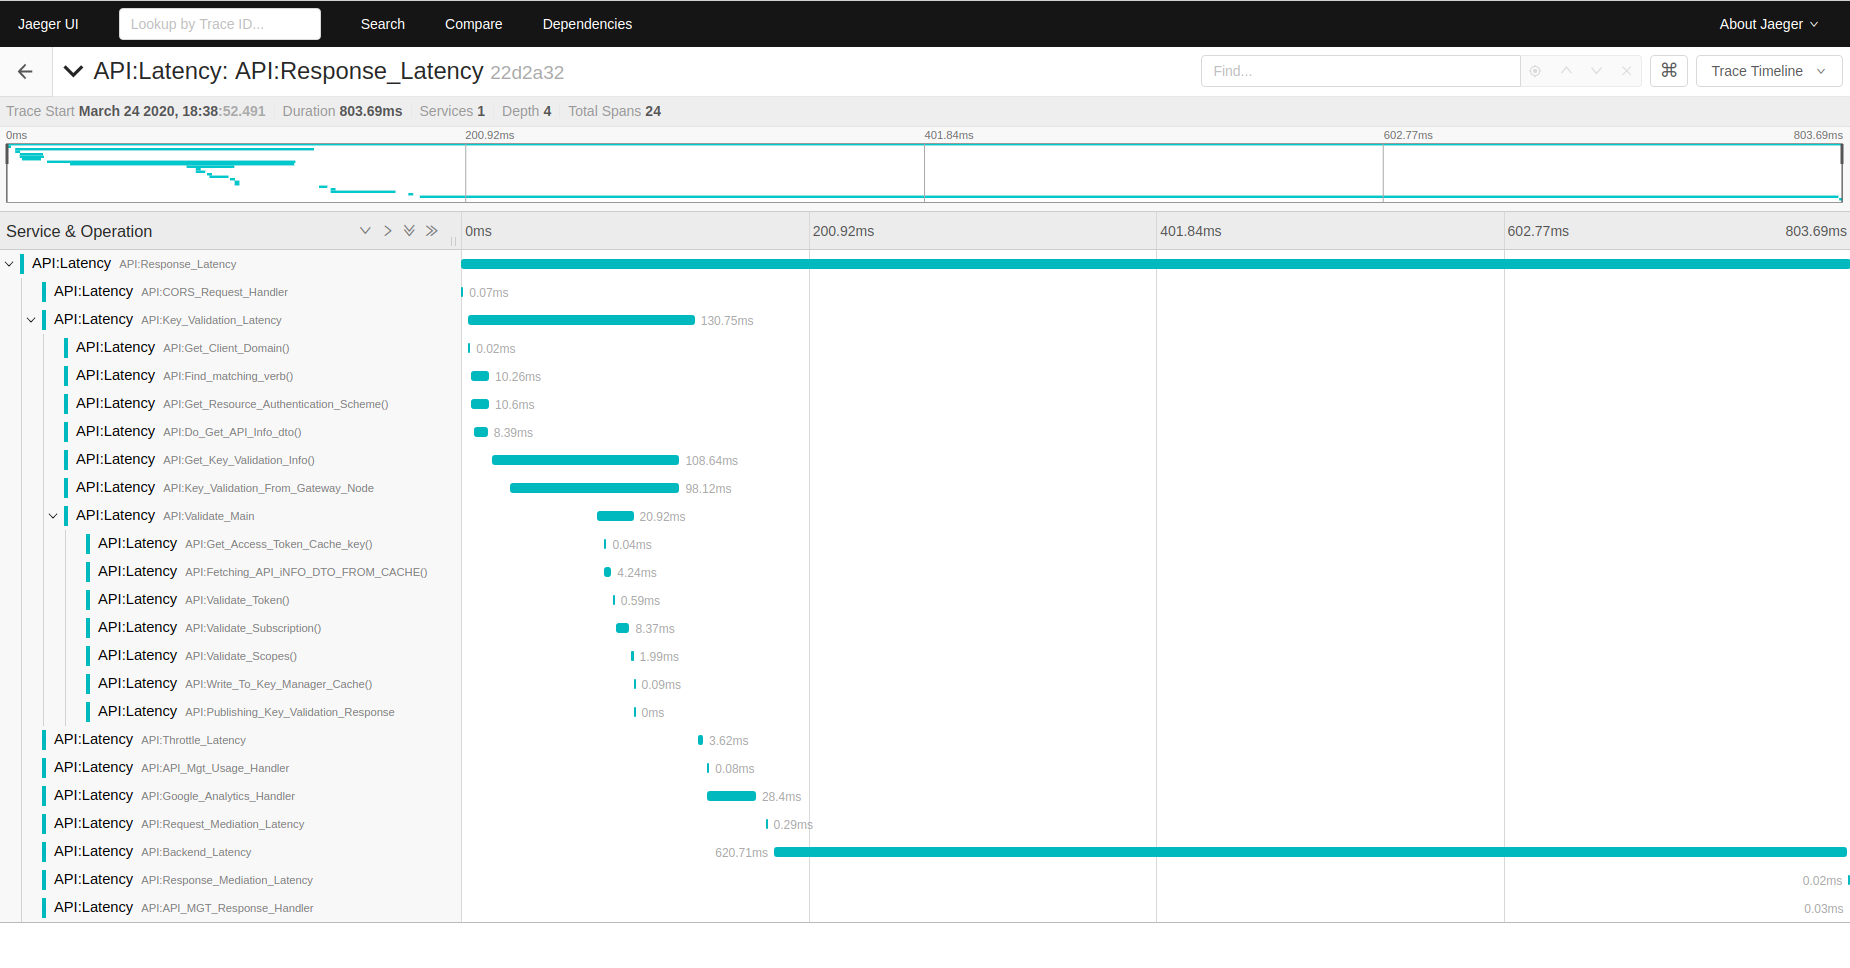 Jaeger UI Lookup by Trace ID... Search Compare Dependencies About Jaeger
API:Latency: API:Response_Latency 22d2a32 Find... ⌘ Trace Timeline
Trace Start March 24 2020, 18:38:52.491 Duration 803.69ms Services 1 Depth 4 Total Spans 24
0ms 200.92ms 401.84ms 602.77ms 803.69ms
Service & Operation 0ms 200.92ms 401.84ms 602.77ms 803.69ms
API:Latency API:Response_Latency
API:Latency API:CORS_Request_Handler 0.07ms
API:Latency API:Key_Validation_Latency 130.75ms
API:Latency API:Get_Client_Domain() 0.02ms
API:Latency API:Find_matching_verb() 10.26ms
API:Latency API:Get_Resource_Authentication_Scheme() 10.6ms
API:Latency API:Do_Get_API_Info_dto() 8.39ms
API:Latency API:Get_Key_Validation_Info() 108.64ms
API:Latency API:Key_Validation_From_Gateway_Node 98.12ms
API:Latency API:Validate_Main 20.92ms
API:Latency API:Get_Access_Token_Cache_key() 0.04ms
API:Latency API:Fetching_API_iNFO_DTO_FROM_CACHE() 4.24ms
API:Latency API:Validate_Token() 0.59ms
API:Latency API:Validate_Subscription() 8.37ms
API:Latency API:Validate_Scopes() 1.99ms
API:Latency API:Write_To_Key_Manager_Cache() 0.09ms
API:Latency API:Publishing_Key_Validation_Response 0ms
API:Latency API:Throttle_Latency 3.62ms
API:Latency API:API_Mgt_Usage_Handler 0.08ms
API:Latency API:Google_Analytics_Handler 28.4ms
API:Latency API:Request_Mediation_Latency 0.29ms
API:Latency API:Backend_Latency 620.71ms
API:Latency API:Response_Mediation_Latency 0.02ms
API:Latency API:API_MGT_Response_Handler 0.03ms